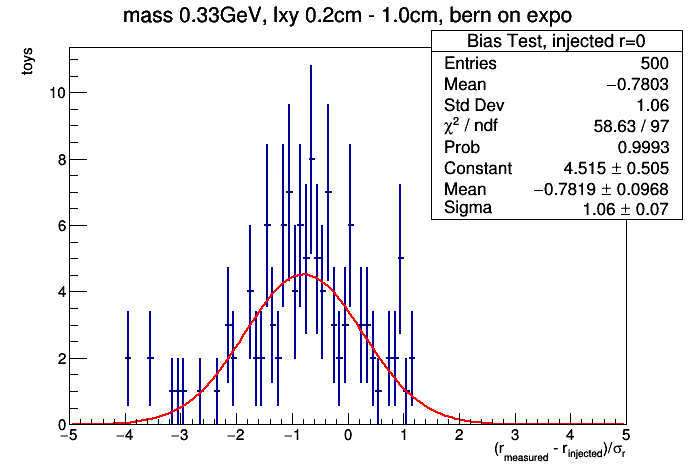 mass 0.33GeV, lxy 0.2cm - 1.0cm, bern on expo
Bias Test, injected r=0
Entries 500
Mean −0.7803
Std Dev 1.06
χ² / ndf 58.63 / 97
Prob 0.9993
Constant 4.515 ± 0.505
Mean −0.7819 ± 0.0968
Sigma 1.06 ± 0.07
toys
10
8
6
4
2
0
−5 −4 −3 −2 −1 0 1 2 3 4 5
(r_measured - r_injected)/σ_r